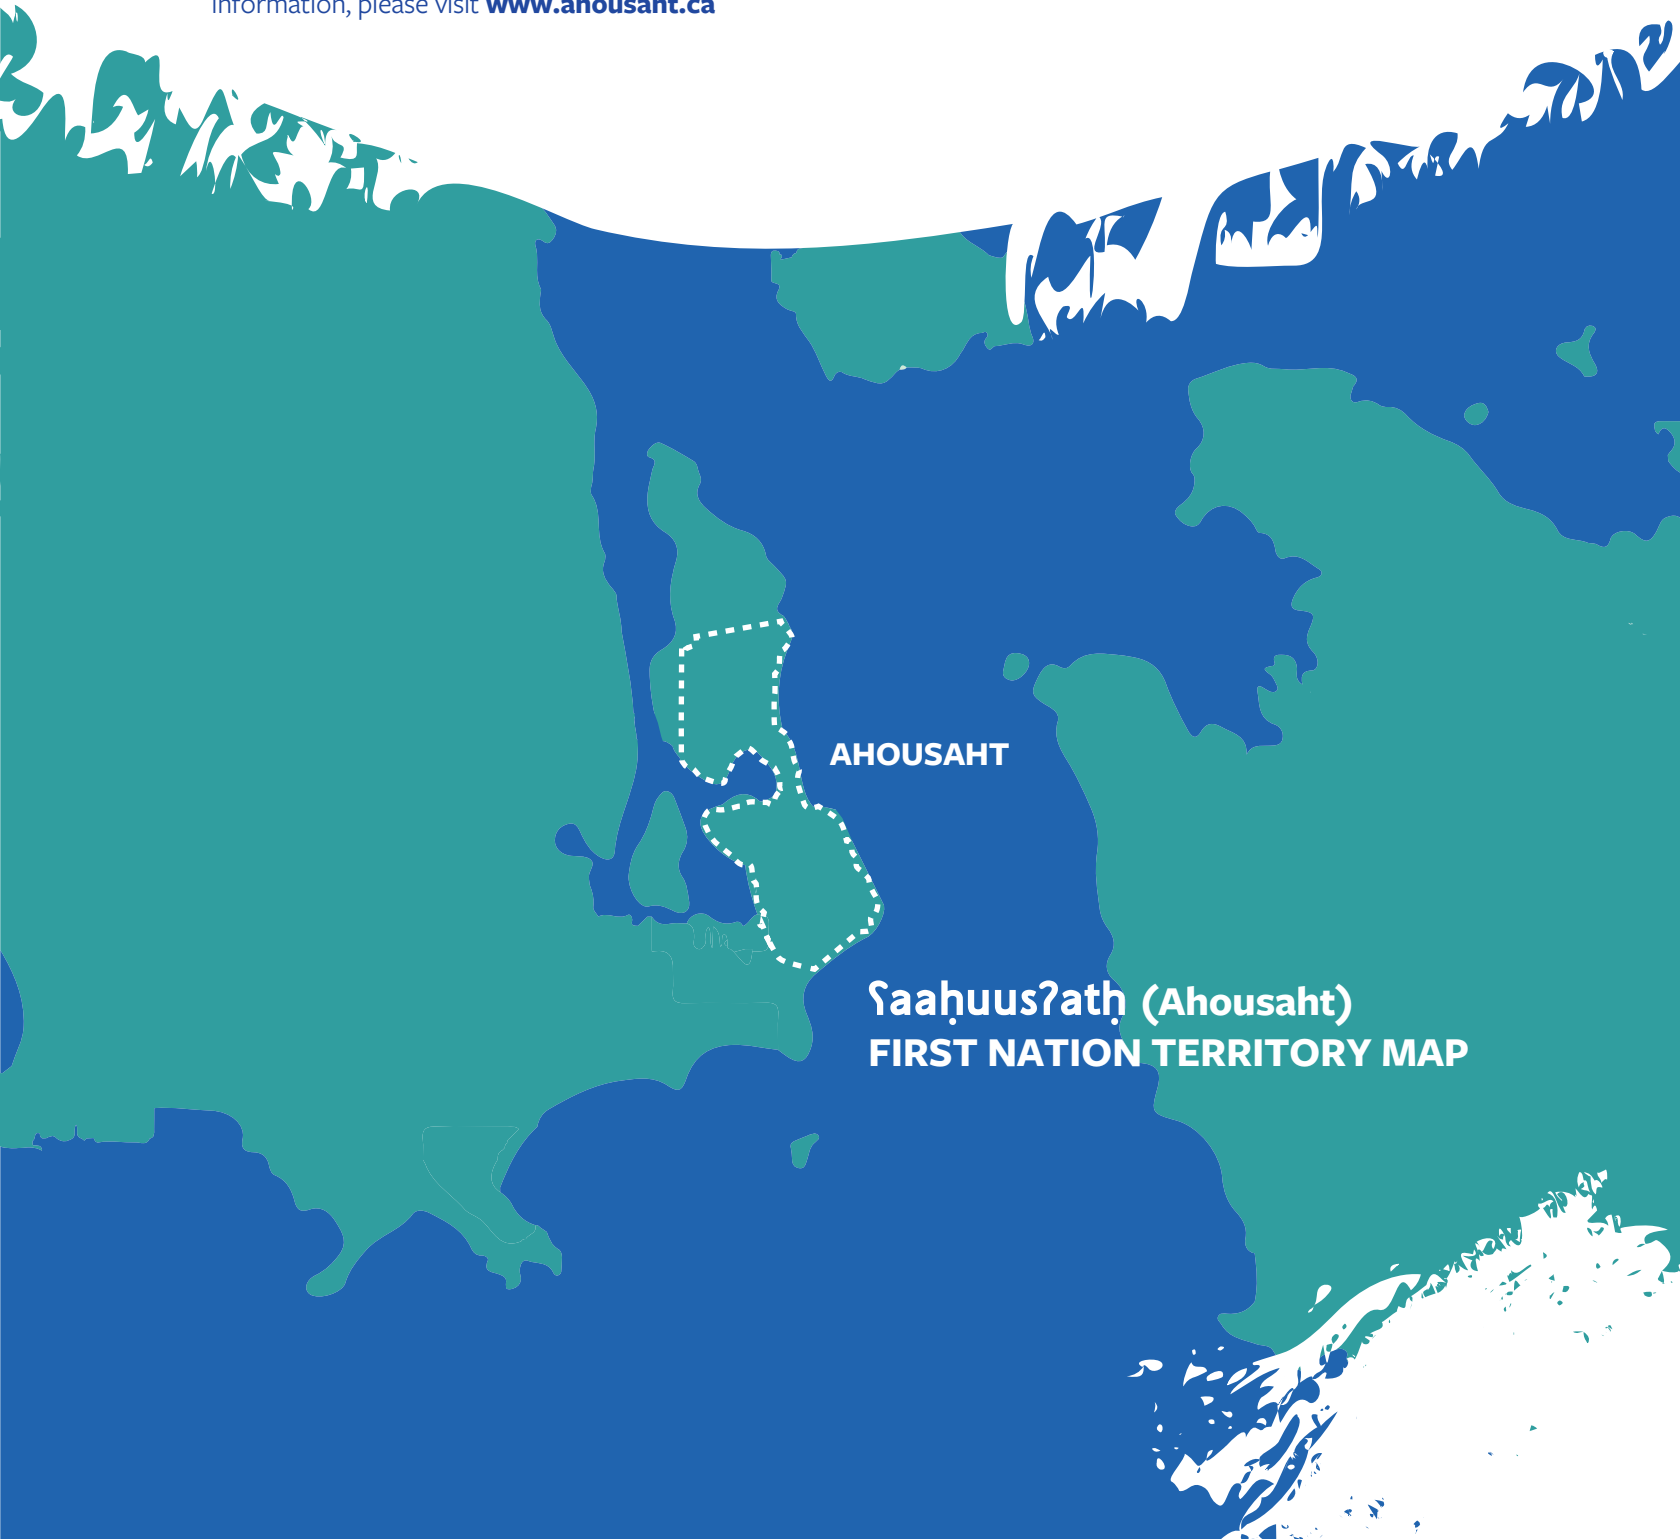 information, please visit www.ahousaht.ca
AHOUSAHT
ʕaaḥuusʔatḥ (Ahousaht)
FIRST NATION TERRITORY MAP